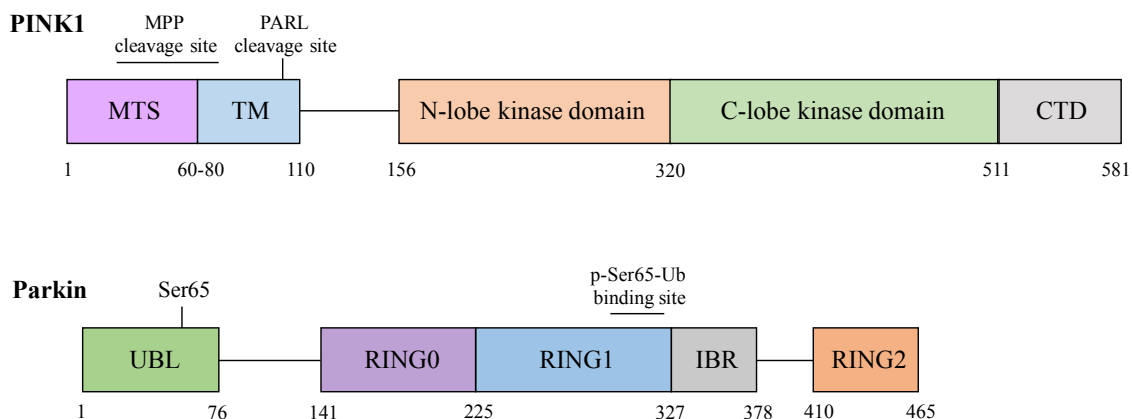 PINK1
MPP
cleavage site
PARL
cleavage site
MTS
TM
N-lobe kinase domain
C-lobe kinase domain
CTD
1
60-80
110
156
320
511
581
Parkin
Ser65
p-Ser65-Ub
binding site
UBL
RING0
RING1
IBR
RING2
1
76
141
225
327
378
410
465